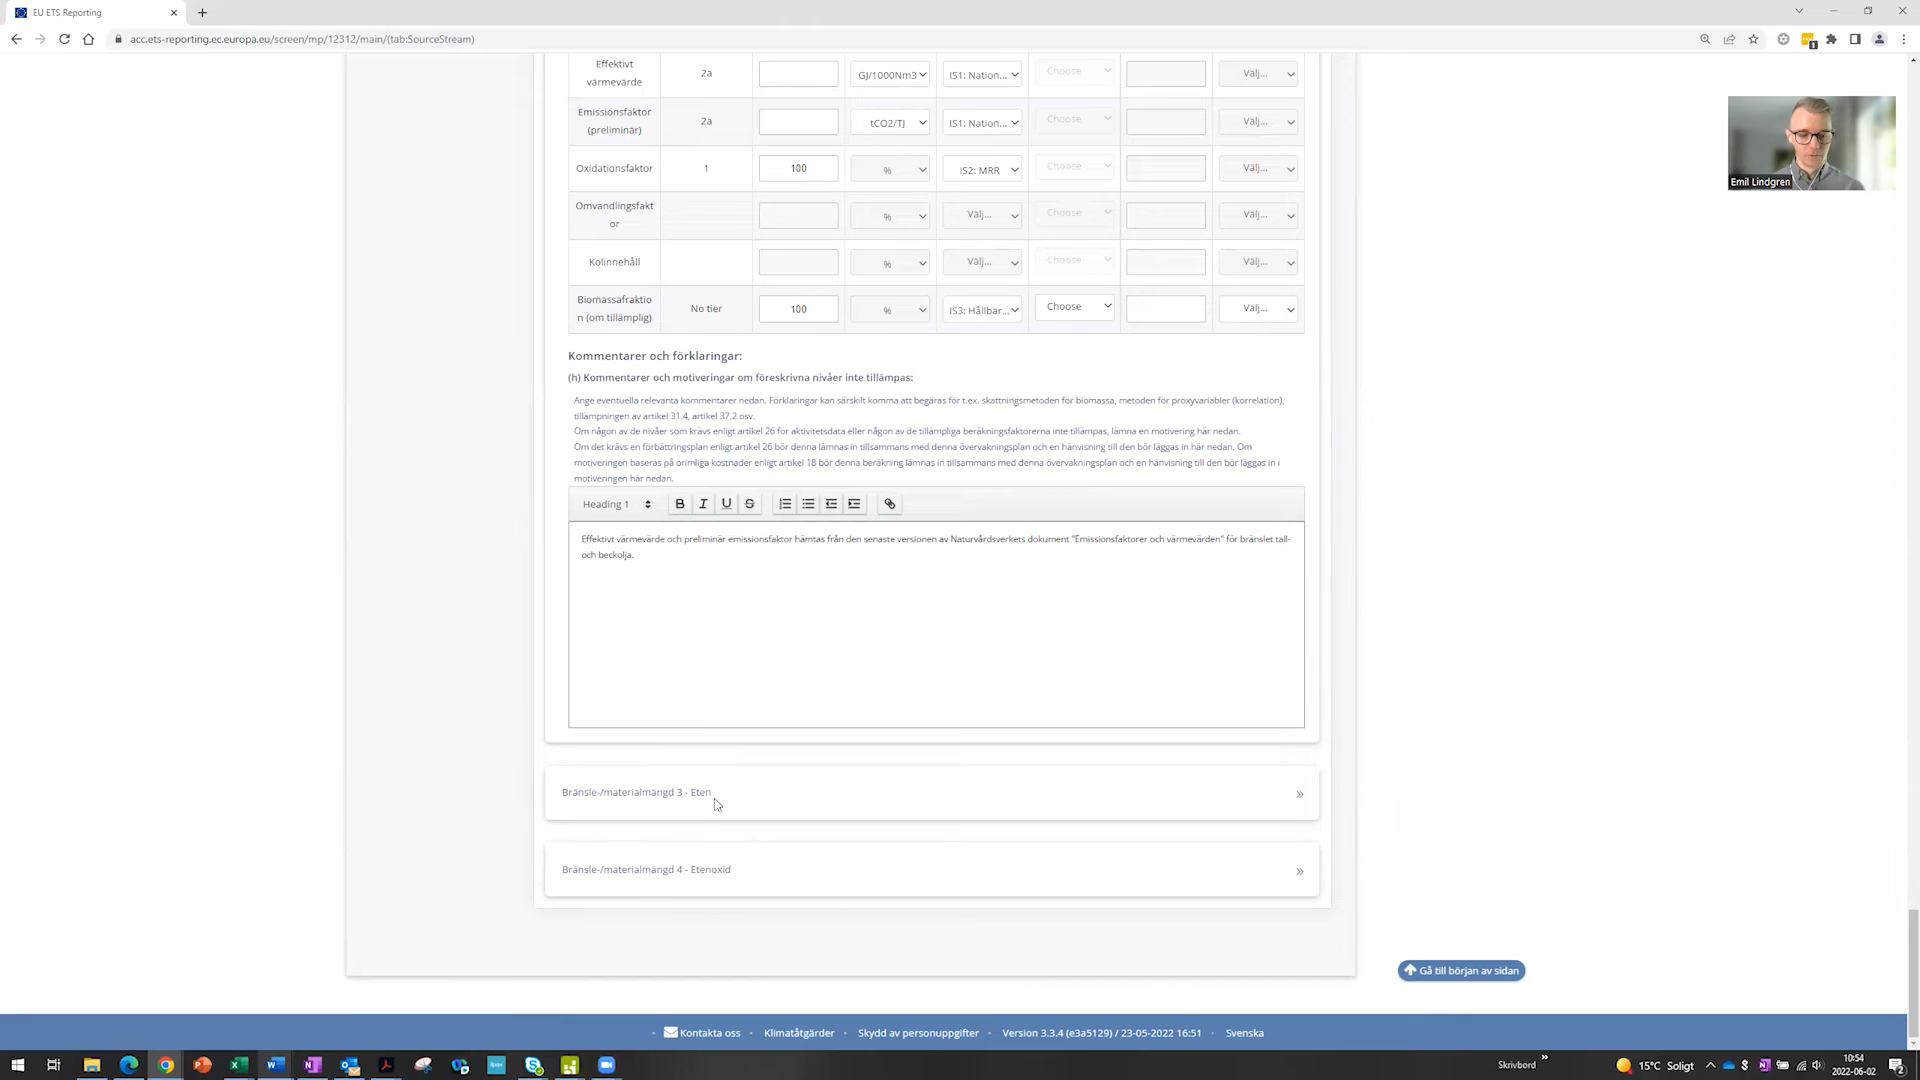 EU ETS Reporting
acc.ets-reporting.ec.europa.eu/screen/mp/12312/main/(tab:SourceStream)
Effektivt
värmevärde
2a
GJ/1000Nm3
IS1: Nation...
Choose
Välj...
Emissionsfaktor
(preliminär)
2a
tCO2/TJ
IS1: Nation...
Choose
Välj...
Oxidationsfaktor
1
100
%
IS2: MRR
Choose
Välj...
Omvandlingsfakt
or
%
Välj...
Choose
Välj...
Kolinnehåll
%
Välj...
Choose
Välj...
Biomassafraktio
n (om tillämplig)
No tier
100
%
IS3: Hållbar...
Choose
Välj...
Emil Lindgren
Kommentarer och förklaringar:
(h) Kommentarer och motiveringar om föreskrivna nivåer inte tillämpas:
Ange eventuella relevanta kommentarer nedan. Förklaringar kan särskilt komma att begäras för t.ex. skattningsmetoden för biomassa, metoden för proxyvariabler (korrelation),
tillämpningen av artikel 31.4, artikel 37.2 osv.
Om någon av de nivåer som krävs enligt artikel 26 för aktivitetsdata eller någon av de tillämpliga beräkningsfaktorerna inte tillämpas, lämna en motivering här nedan.
Om det krävs en förbättringsplan enligt artikel 26 bör denna lämnas in tillsammans med denna övervakningsplan och en hänvisning till den bör läggas in här nedan. Om
motiveringen baseras på orimliga kostnader enligt artikel 18 bör denna beräkning lämnas in tillsammans med denna övervakningsplan och en hänvisning till den bör läggas in i
motiveringen här nedan.
Heading 1
B I U S
Effektivt värmevärde och preliminär emissionsfaktor hämtas från den senaste versionen av Naturvårdsverkets dokument "Emissionsfaktorer och värmevärden" för bränslet tall-
och beckolja.
Bränsle-/materialmängd 3 - Eten
Bränsle-/materialmängd 4 - Etenoxid
Gå till början av sidan
Kontakta oss • Klimatåtgärder • Skydd av personuppgifter • Version 3.3.4 (e3a5129) / 23-05-2022 16:51 • Svenska
Skrivbord
15°C Soligt
10:54
2022-06-02